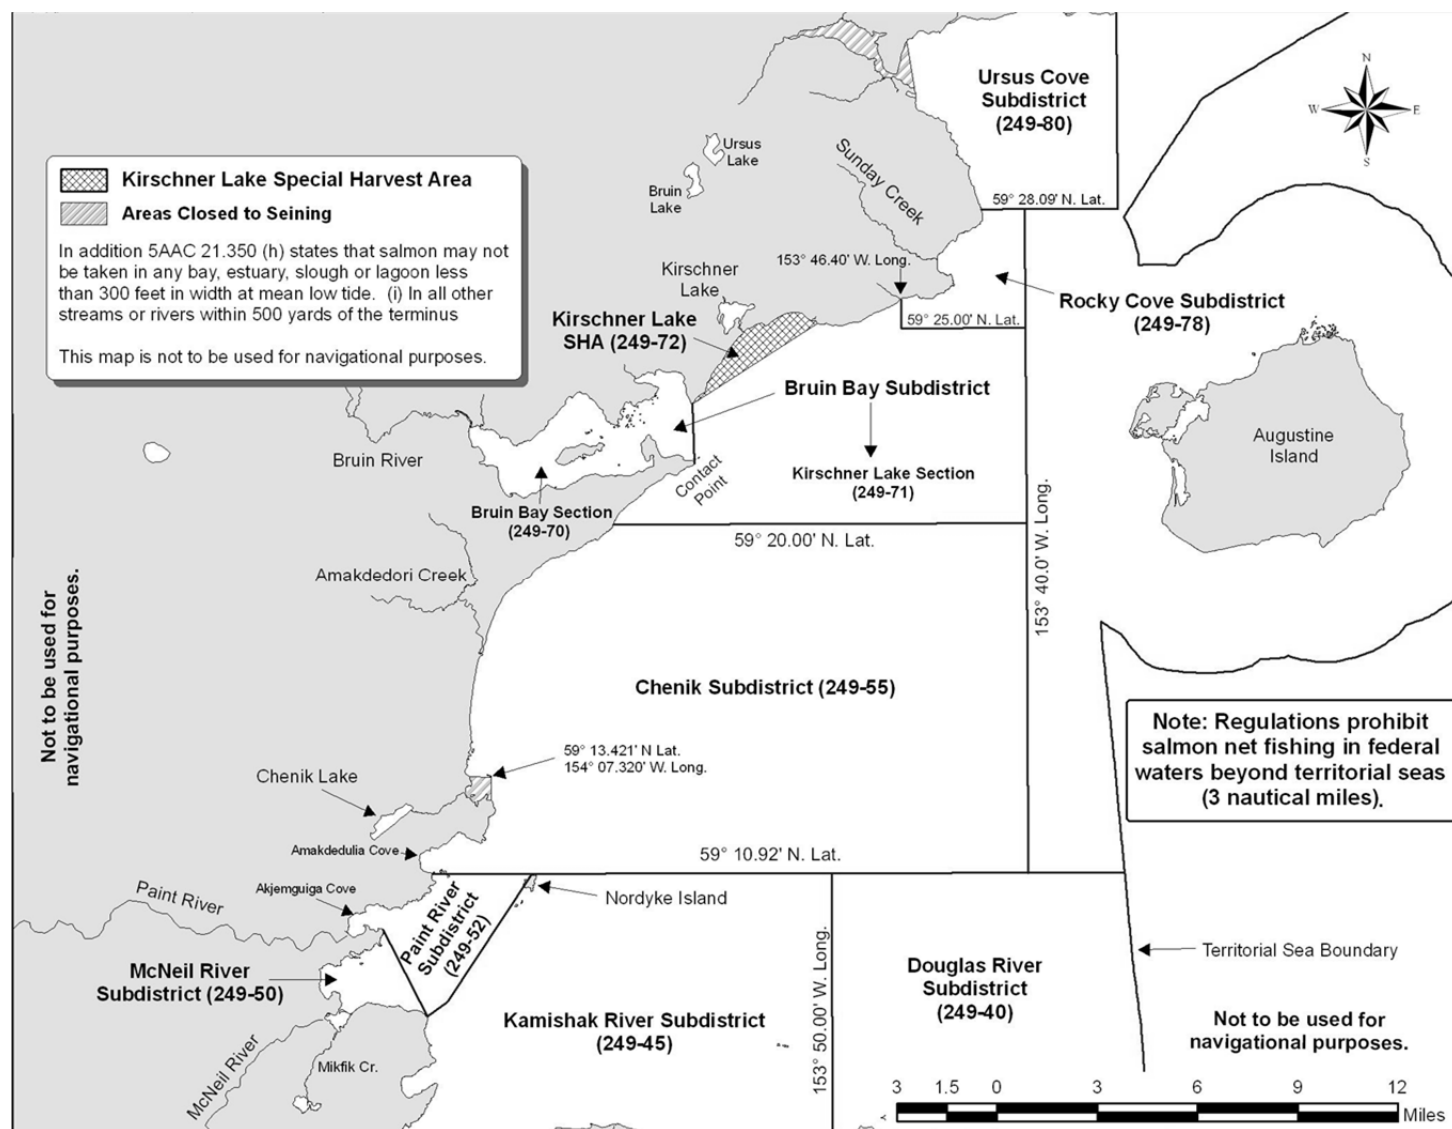 Ursus Cove
Subdistrict
(249-80)
N
W
E
S
Ursus
Lake
Bruin
Lake
Sunday Creek
59° 28.09' N. Lat.
Kirschner Lake Special Harvest Area
Areas Closed to Seining
In addition 5AAC 21.350 (h) states that salmon may not
be taken in any bay, estuary, slough or lagoon less
than 300 feet in width at mean low tide. (i) In all other
streams or rivers within 500 yards of the terminus
This map is not to be used for navigational purposes.
153° 46.40' W. Long.
Kirschner
Lake
Rocky Cove Subdistrict
(249-78)
Kirschner Lake
SHA (249-72)
59° 25.00' N. Lat.
Bruin Bay Subdistrict
Augustine
Island
Bruin River
Contact
Point
Kirschner Lake Section
(249-71)
Bruin Bay Section
(249-70)
59° 20.00' N. Lat.
153° 40.0' W. Long.
Amakdedori Creek
Not to be used for
navigational purposes.
Chenik Subdistrict (249-55)
Note: Regulations prohibit
salmon net fishing in federal
waters beyond territorial seas
(3 nautical miles).
59° 13.421' N Lat.
154° 07.320' W. Long.
Chenik Lake
Amakdedulia Cove
59° 10.92' N. Lat.
Akjemguiga Cove
Paint River
Paint River
Subdistrict
(249-52)
Nordyke Island
Territorial Sea Boundary
McNeil River
Subdistrict (249-50)
Douglas River
Subdistrict
(249-40)
Kamishak River Subdistrict
(249-45)
153° 50.00' W. Long.
Not to be used for
navigational purposes.
McNeil River
Mikfik Cr.
3 1.5 0 3 6 9 12
Miles